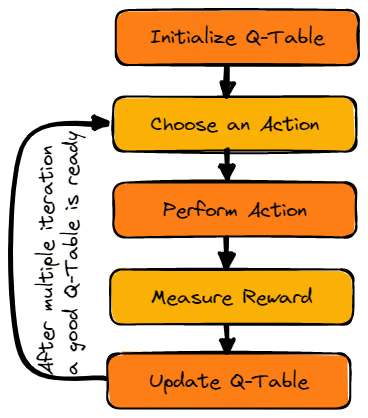 Initialize Q-Table
Choose an Action
Perform Action
Measure Reward
Update Q-Table
After multiple iteration
a good Q-Table is ready